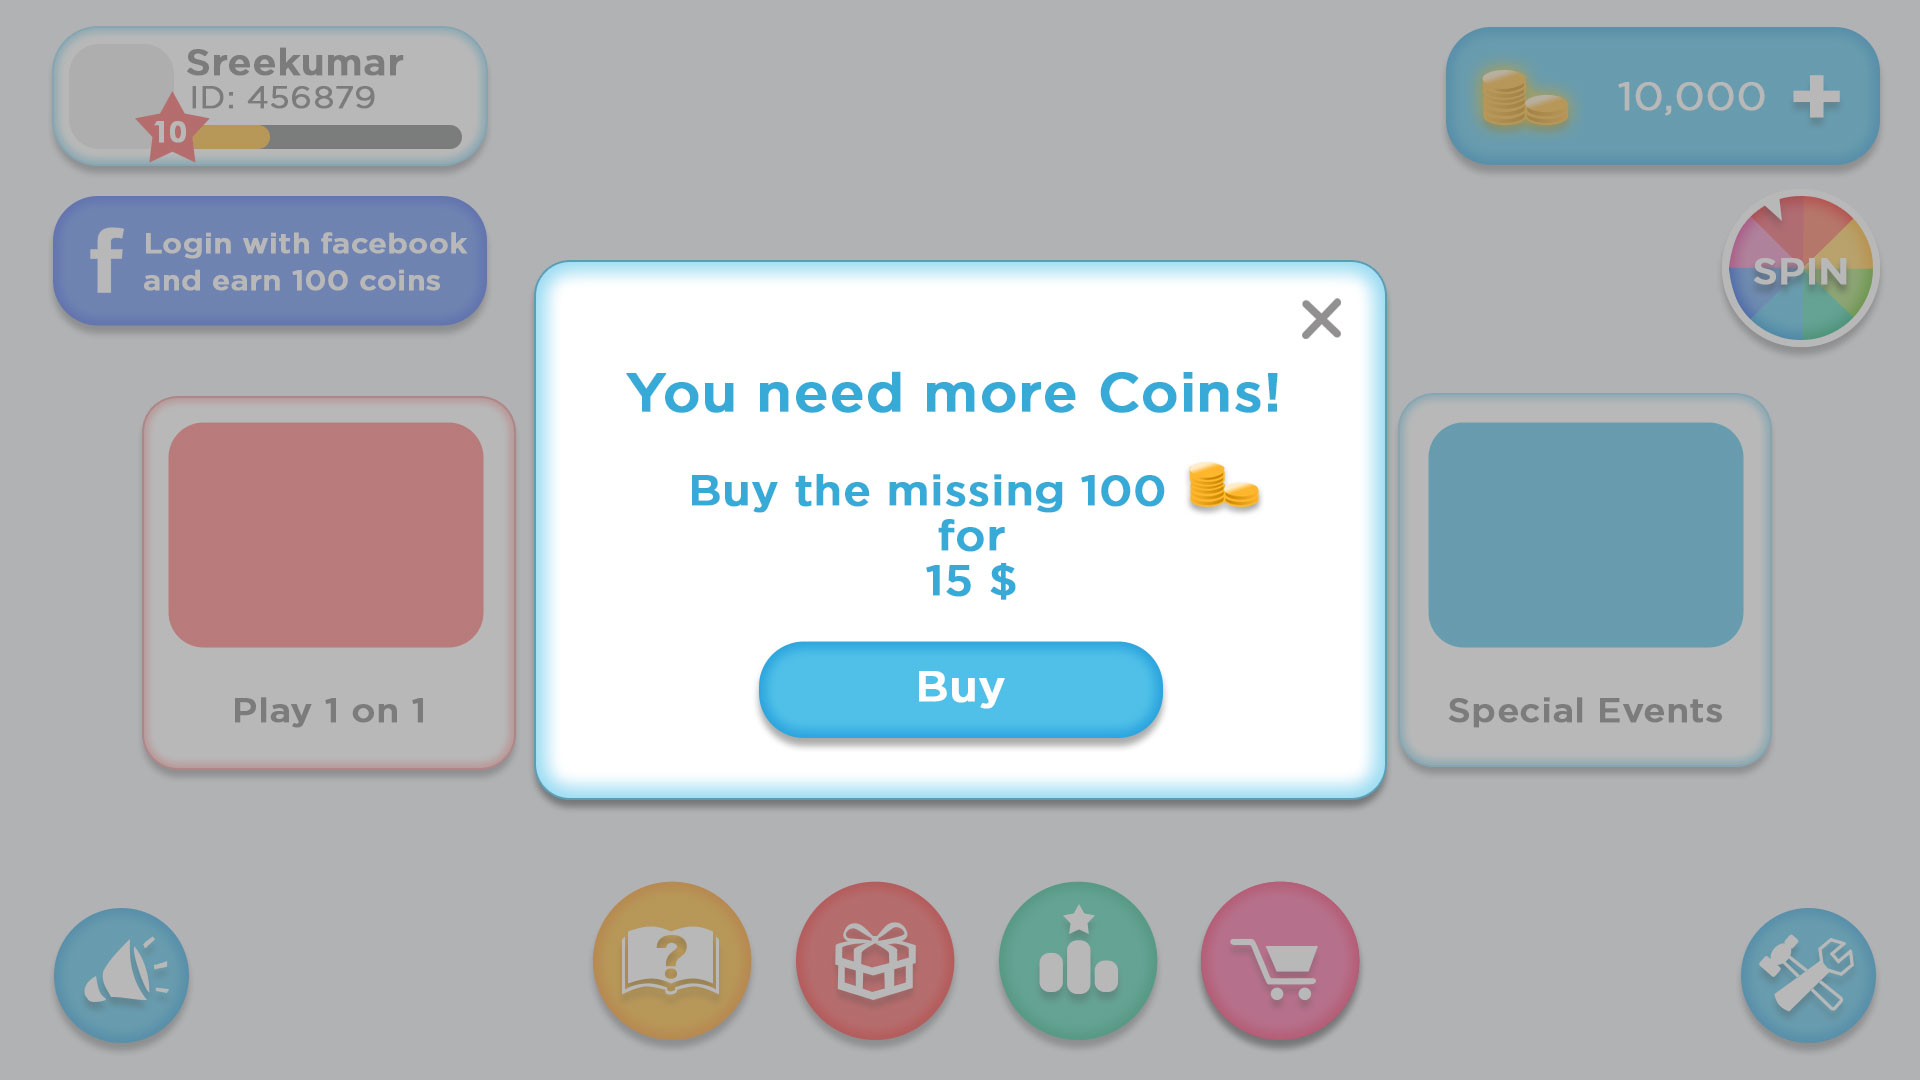 Sreekumar
ID: 456879
10
10,000
f
Login with facebook
and earn 100 coins
SPIN
You need more Coins!
Buy the missing 100
for
15 $
Buy
Play 1 on 1
Special Events
?